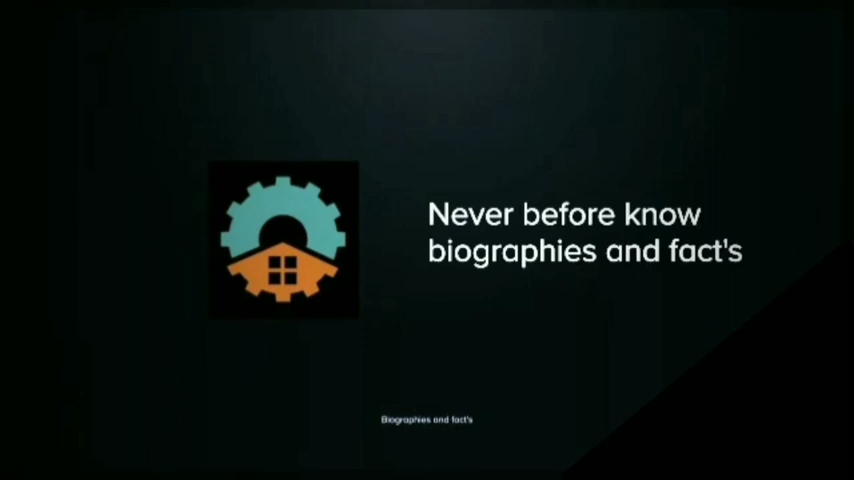 Never before know
biographies and fact's
Biographies and fact's